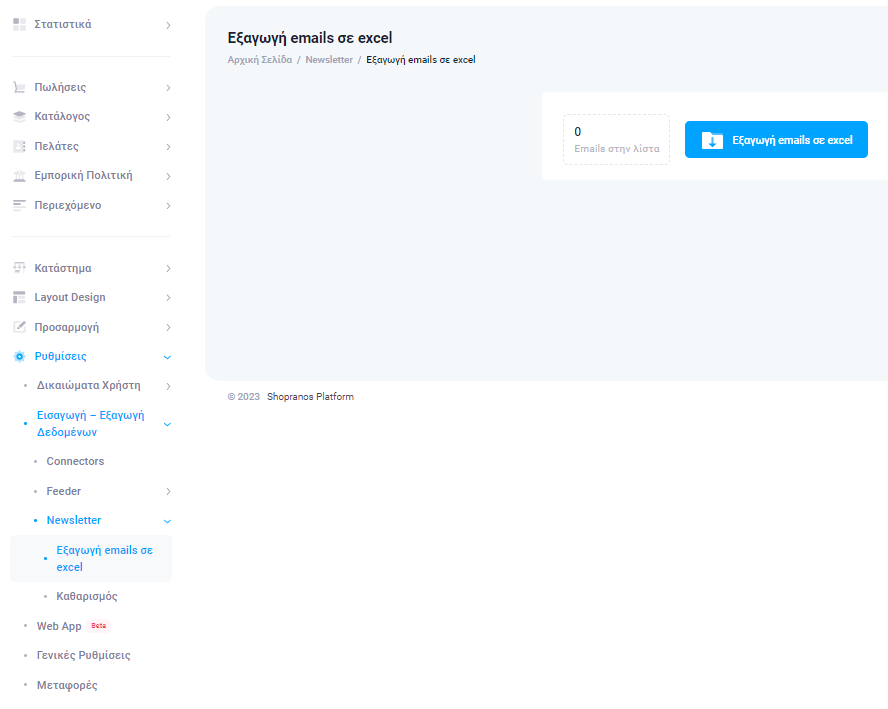 Στατιστικά
Πωλήσεις
Κατάλογος
Πελάτες
Εμπορική Πολιτική
Περιεχόμενο
Κατάστημα
Layout Design
Προσαρμογή
Ρυθμίσεις
Δικαιώματα Χρήστη
Εισαγωγή – Εξαγωγή
Δεδομένων
Connectors
Feeder
Newsletter
Εξαγωγή emails σε
excel
Καθαρισμός
Web App Beta
Γενικές Ρυθμίσεις
Μεταφορές
Εξαγωγή emails σε excel
Αρχική Σελίδα / Newsletter / Εξαγωγή emails σε excel
0
Emails στην λίστα
Εξαγωγή emails σε excel
© 2023 Shopranos Platform